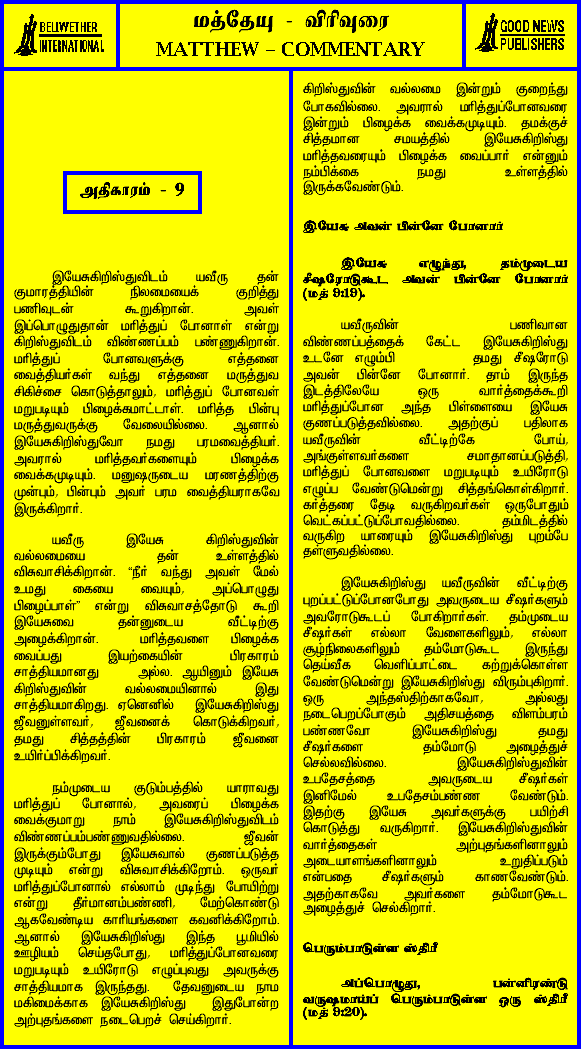 BELLWETHER
INTERNATIONAL
மத்தேயு - விரிவுரை
MATTHEW – COMMENTARY
GOOD NEWS
PUBLISHERS
அதிகாரம் - 9
இயேசுகிறிஸ்துவிடம் யவீரு தன்
குமாரத்தியின் நிலமையைக் குறித்து
பணிவுடன் கூறுகிறான். அவள்
இப்பொழுதுதான் மரித்துப் போனாள் என்று
கிறிஸ்துவிடம் விண்ணப்பம் பண்ணுகிறான்.
மரித்துப் போனவளுக்கு எத்தனை
வைத்தியர்கள் வந்து எத்தனை மருத்துவ
சிகிச்சை கொடுத்தாலும், மரித்துப் போனவள்
மறுபடியும் பிழைக்கமாட்டாள். மரித்த பின்பு
மருத்துவருக்கு வேலையில்லை. ஆனால்
இயேசுகிறிஸ்துவோ நமது பரமவைத்தியர்.
அவரால் மரித்தவர்களையும் பிழைக்க
வைக்கமுடியும். மனுஷருடைய மரணத்திற்கு
முன்பும், பின்பும் அவர் பரம வைத்தியராகவே
இருக்கிறார்.
யவீரு இயேசு கிறிஸ்துவின்
வல்லமையை தன் உள்ளத்தில்
விசுவாசிக்கிறான். “நீர் வந்து அவள் மேல்
உமது கையை வையும், அப்பொழுது
பிழைப்பாள்” என்று விசுவாசத்தோடு கூறி
இயேசுவை தன்னுடைய வீட்டிற்கு
அழைக்கிறான். மரித்தவளை பிழைக்க
வைப்பது இயற்கையின் பிரகாரம்
சாத்தியமானது அல்ல. ஆயினும் இயேசு
கிறிஸ்துவின் வல்லமையினால் இது
சாத்தியமாகிறது. ஏனெனில் இயேசுகிறிஸ்து
ஜீவனுள்ளவர், ஜீவனைக் கொடுக்கிறவர்,
தமது சித்தத்தின் பிரகாரம் ஜீவனை
உயிர்ப்பிக்கிறவர்.
நம்முடைய குடும்பத்தில் யாராவது
மரித்துப் போனால், அவரைப் பிழைக்க
வைக்குமாறு நாம் இயேசுகிறிஸ்துவிடம்
விண்ணப்பம்பண்ணுவதில்லை. ஜீவன்
இருக்கும்போது இயேசுவால் குணப்படுத்த
முடியும் என்று விசுவாசிக்கிறோம். ஒருவர்
மரித்துப்போனால் எல்லாம் முடிந்து போயிற்று
என்று தீர்மானம்பண்ணி, மேற்கொண்டு
ஆகவேண்டிய காரியங்களை கவனிக்கிறோம்.
ஆனால் இயேசுகிறிஸ்து இந்த பூமியில்
ஊழியம் செய்தபோது, மரித்துப்போனவரை
மறுபடியும் உயிரோடு எழுப்புவது அவருக்கு
சாத்தியமாக இருந்தது. தேவனுடைய நாம
மகிமைக்காக இயேசுகிறிஸ்து இதுபோன்ற
அற்புதங்களை நடைபெறச் செய்கிறார்.
கிறிஸ்துவின் வல்லமை இன்றும் குறைந்து
போகவில்லை. அவரால் மரித்துப்போனவரை
இன்றும் பிழைக்க வைக்கமுடியும். தமக்குச்
சித்தமான சமயத்தில் இயேசுகிறிஸ்து
மரித்தவரையும் பிழைக்க வைப்பார் என்னும்
நம்பிக்கை நமது உள்ளத்தில்
இருக்கவேண்டும்.
இயேசு அவன் பின்னே போனார்
இயேசு எழுந்து, தம்முடைய
சீஷரோடுகூட அவன் பின்னே போனார்
(மத் 9:19).
யவீருவின் பணிவான
விண்ணப்பத்தைக் கேட்ட இயேசுகிறிஸ்து
உடனே எழும்பி தமது சீஷரோடு
அவன் பின்னே போனார். தாம் இருந்த
இடத்திலேயே ஒரு வார்த்தைக்கூறி
மரித்துப்போன அந்த பிள்ளையை இயேசு
குணப்படுத்தவில்லை. அதற்குப் பதிலாக
யவீருவின் வீட்டிற்கே போய்,
அங்குள்ளவர்களை சமாதானப்படுத்தி,
மரித்துப் போனவளை மறுபடியும் உயிரோடு
எழுப்ப வேண்டுமென்று சித்தங்கொள்கிறார்.
கர்த்தரை தேடி வருகிறவர்கள் ஒருபோதும்
வெட்கப்பட்டுப்போவதில்லை. தம்மிடத்தில்
வருகிற யாரையும் இயேசுகிறிஸ்து புறம்பே
தள்ளுவதில்லை.
இயேசுகிறிஸ்து யவீருவின் வீட்டிற்கு
புறப்பட்டுப்போனபோது அவருடைய சீஷர்களும்
அவரோடுகூடப் போகிறார்கள். தம்முடைய
சீஷர்கள் எல்லா வேளைகளிலும், எல்லா
சூழ்நிலைகளிலும் தம்மோடுகூட இருந்து
தெய்வீக வெளிப்பாட்டை கற்றுக்கொள்ள
வேண்டுமென்று இயேசுகிறிஸ்து விரும்புகிறார்.
ஒரு அந்தஸ்திற்காகவோ, அல்லது
நடைபெறப்போகும் அதிசயத்தை விளம்பரம்
பண்ணவோ இயேசுகிறிஸ்து தமது
சீஷர்களை தம்மோடு அழைத்துச்
செல்லவில்லை. இயேசுகிறிஸ்துவின்
உபதேசத்தை அவருடைய சீஷர்கள்
இனிமேல் உபதேசம்பண்ண வேண்டும்.
இதற்கு இயேசு அவர்களுக்கு பயிற்சி
கொடுத்து வருகிறார். இயேசுகிறிஸ்துவின்
வார்த்தைகள் அற்புதங்களினாலும்
அடையாளங்களினாலும் உறுதிப்படும்
என்பதை சீஷர்களும் காணவேண்டும்.
அதற்காகவே அவர்களை தம்மோடுகூட
அழைத்துச் செல்கிறார்.
பெரும்பாடுள்ள ஸ்திரீ
அப்பொழுது, பன்னிரண்டு
வருஷமாய்ப் பெரும்பாடுள்ள ஒரு ஸ்திரீ
(மத் 9:20).